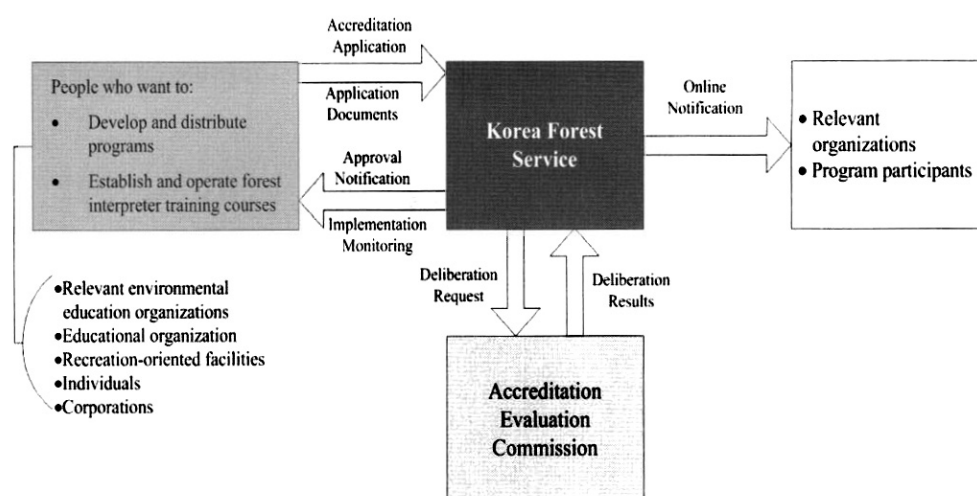 Accreditation
Application
People who want to:
• Develop and distribute
programs
• Establish and operate forest
interpreter training courses
Application
Documents
Approval
Notification
Implementation
Monitoring
Korea Forest
Service
Online
Notification
• Relevant
organizations
• Program participants
Deliberation
Request
Deliberation
Results
•Relevant environmental
education organizations
•Educational organization
•Recreation-oriented facilities
•Individuals
•Corporations
Accreditation
Evaluation
Commission